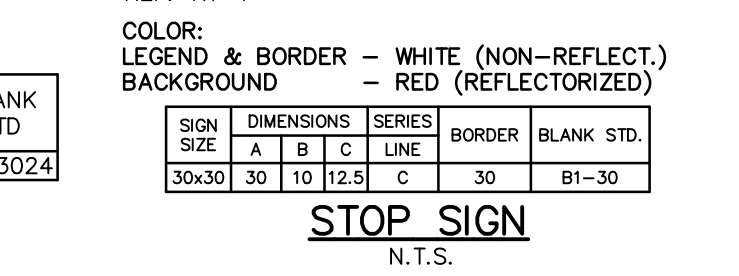 COLOR:
LEGEND & BORDER – WHITE (NON–REFLECT.)
BACKGROUND – RED (REFLECTORIZED)
ANK
TD
3024
SIGN SIZE DIMENSIONS SERIES BORDER BLANK STD.
A B C LINE
30x30 30 10 12.5 C 30 B1–30
STOP SIGN
N.T.S.